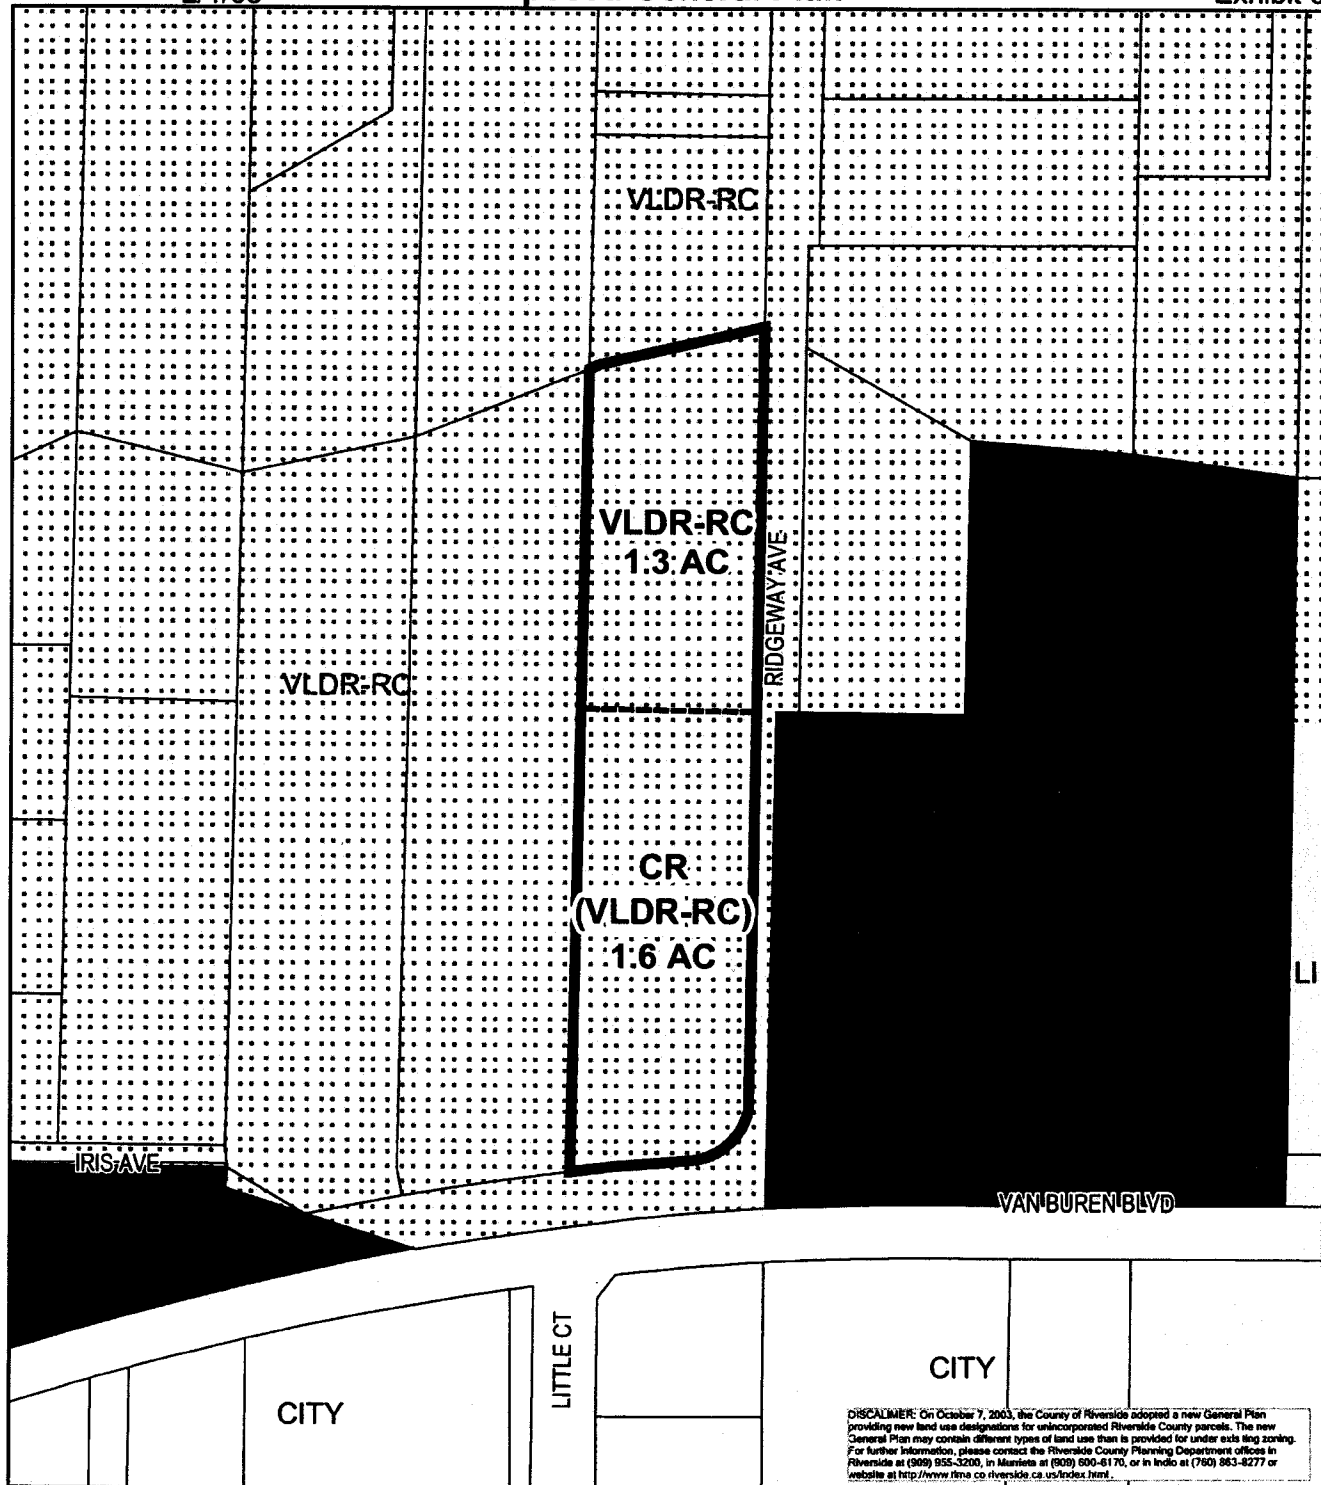 VLDR-RC
VLDR-RC
1.3 AC
RIDGEWAY AVE
VLDR-RC
CR
(VLDR-RC)
1.6 AC
LI
IRIS AVE
VAN BUREN BLVD
LITTLE CT
CITY
CITY
DISCALIMER: On October 7, 2003, the County of Riverside adopted a new General Plan
providing new land use designations for unincorporated Riverside County parcels. The new
General Plan may contain different types of land use than is provided for under existing zoning.
For further information, please contact the Riverside County Planning Department offices in
Riverside at (909) 955-3200, in Murrieta at (909) 600-6170, or in Indio at (760) 863-8277 or
website at http://www.rlma.co.riverside.ca.us/index.html.